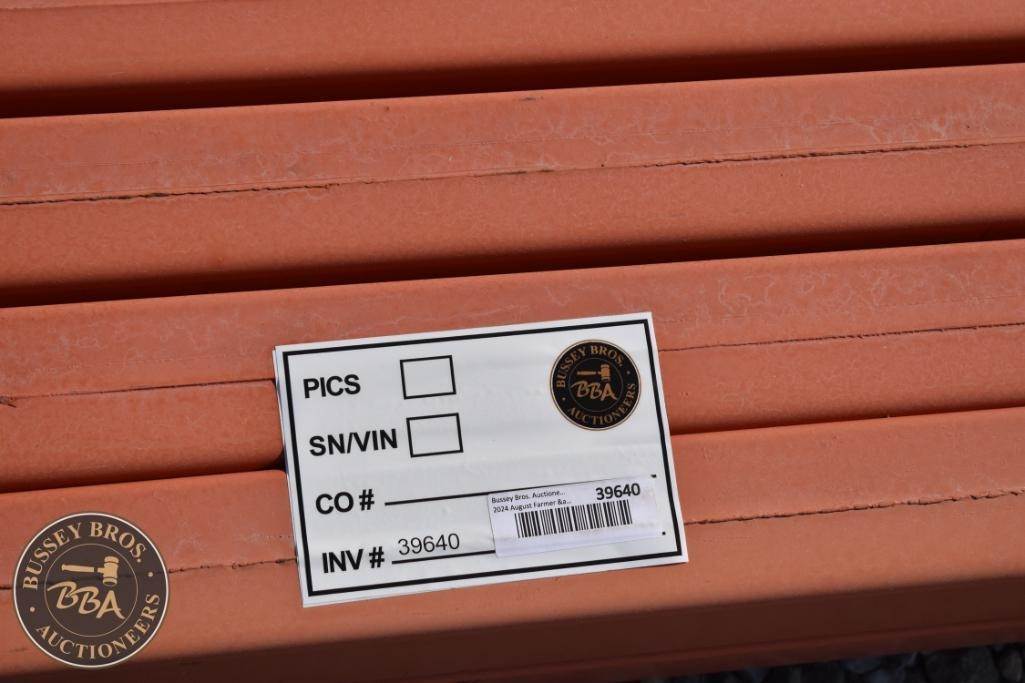 PICS
SN/VIN
CO #
INV # 39640
BUSSEY BROS.
BBA
AUCTIONEERS
Bussey Bros. Auctione... 39640
2024 August Farmer &a...
BUSSEY BROS.
BBA
AUCTIONEERS